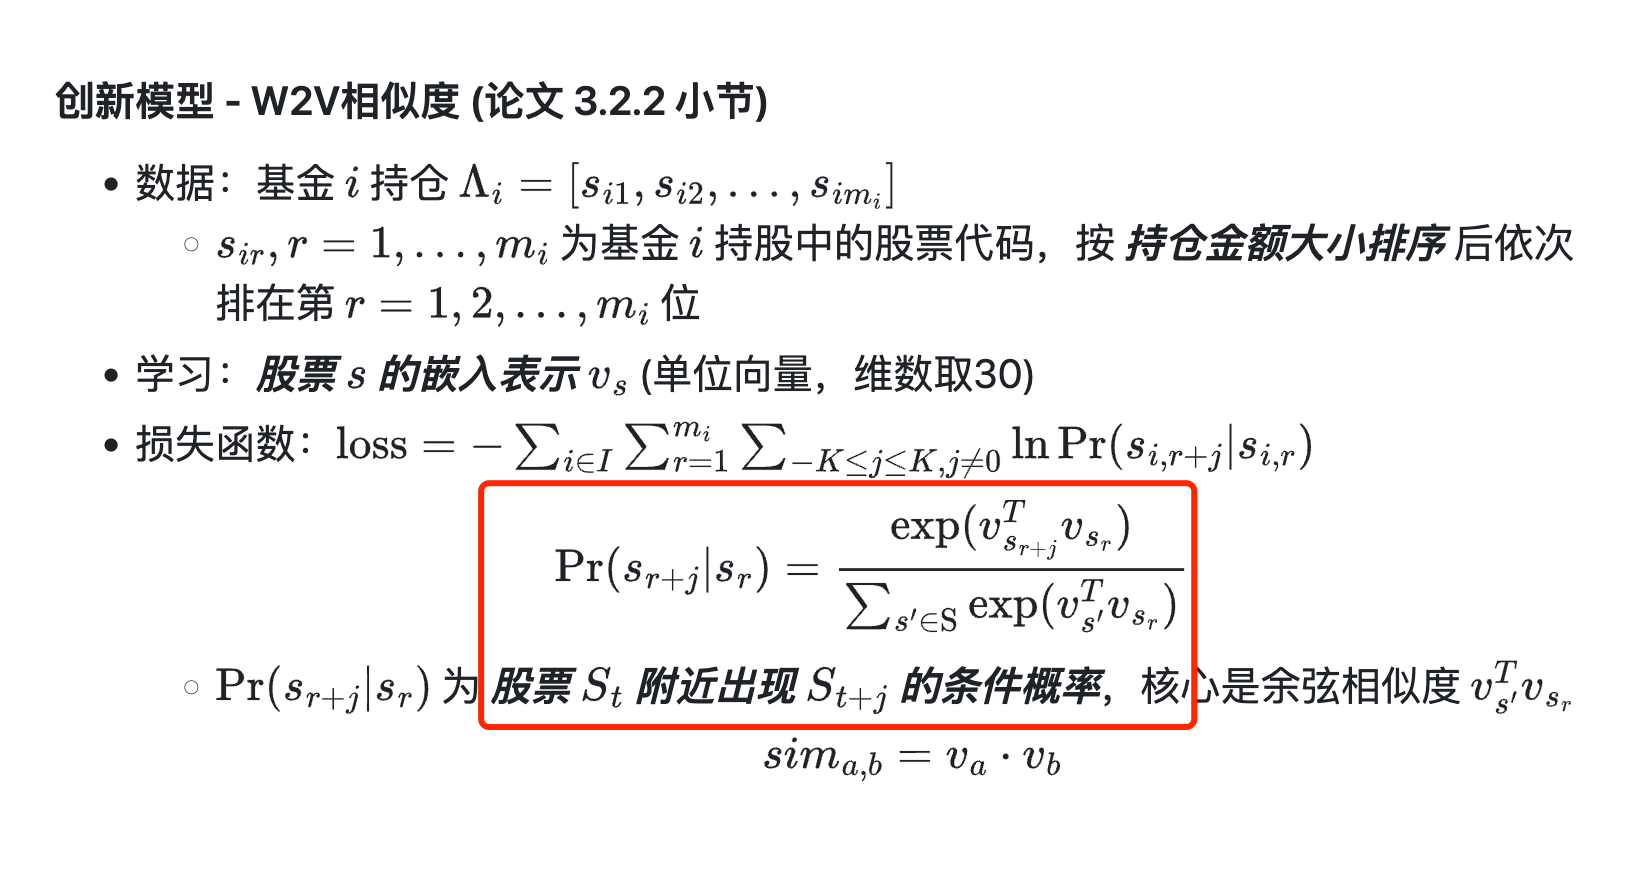 创新模型 - W2V相似度 (论文 3.2.2 小节)
• 数据：基金 $i$ 持仓 $\Lambda_i = [s_{i1}, s_{i2}, \ldots, s_{im_i}]$
◦ $s_{ir}, r = 1, \ldots, m_i$ 为基金 $i$ 持股中的股票代码，按 持仓金额大小排序 后依次
排在第 $r = 1, 2, \ldots, m_i$ 位
• 学习：股票 $s$ 的嵌入表示 $v_s$ (单位向量，维数取30)
• 损失函数：$\text{loss} = -\sum_{i \in I} \sum_{r=1}^{m_i} \sum_{-K \leq j \leq K, j \neq 0} \ln \Pr(s_{i,r+j} | s_{i,r})$
$\Pr(s_{r+j} | s_r) = \frac{\exp(v_{s_{r+j}}^T v_{s_r})}{\sum_{s' \in \mathrm{S}} \exp(v_{s'}^T v_{s_r})}$
◦ $\Pr(s_{r+j} | s_r)$ 为 股票 $S_t$ 附近出现 $S_{t+j}$ 的条件概率，核心是余弦相似度 $v_{s'}^T v_{s_r}$
$sim_{a,b} = v_a \cdot v_b$